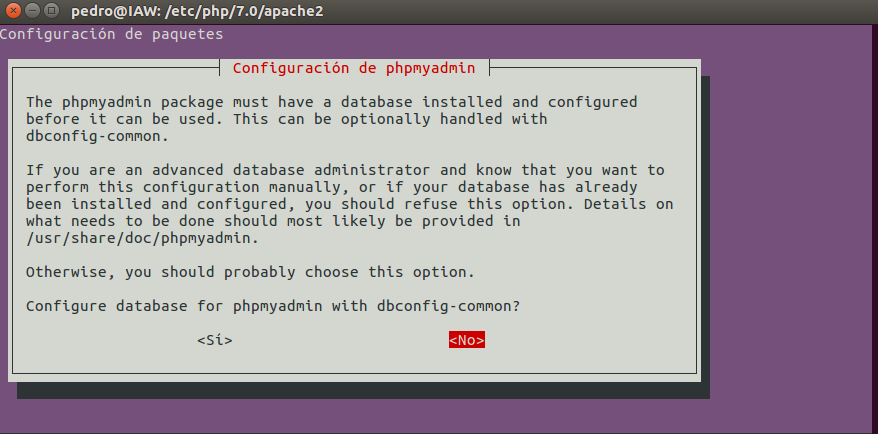 pedro@IAW: /etc/php/7.0/apache2
Configuración de paquetes
Configuración de phpmyadmin
The phpmyadmin package must have a database installed and configured
before it can be used. This can be optionally handled with
dbconfig-common.
If you are an advanced database administrator and know that you want to
perform this configuration manually, or if your database has already
been installed and configured, you should refuse this option. Details on
what needs to be done should most likely be provided in
/usr/share/doc/phpmyadmin.
Otherwise, you should probably choose this option.
Configure database for phpmyadmin with dbconfig-common?
<Sí> <No>